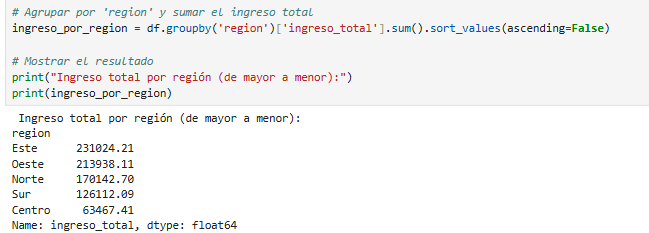 # Agrupar por 'region' y sumar el ingreso total
ingreso_por_region = df.groupby('region')['ingreso_total'].sum().sort_values(ascending=False)

# Mostrar el resultado
print("Ingreso total por región (de mayor a menor):")
print(ingreso_por_region)

 Ingreso total por región (de mayor a menor):
region
Este      231024.21
Oeste     213938.11
Norte     170142.70
Sur       126112.09
Centro     63467.41
Name: ingreso_total, dtype: float64